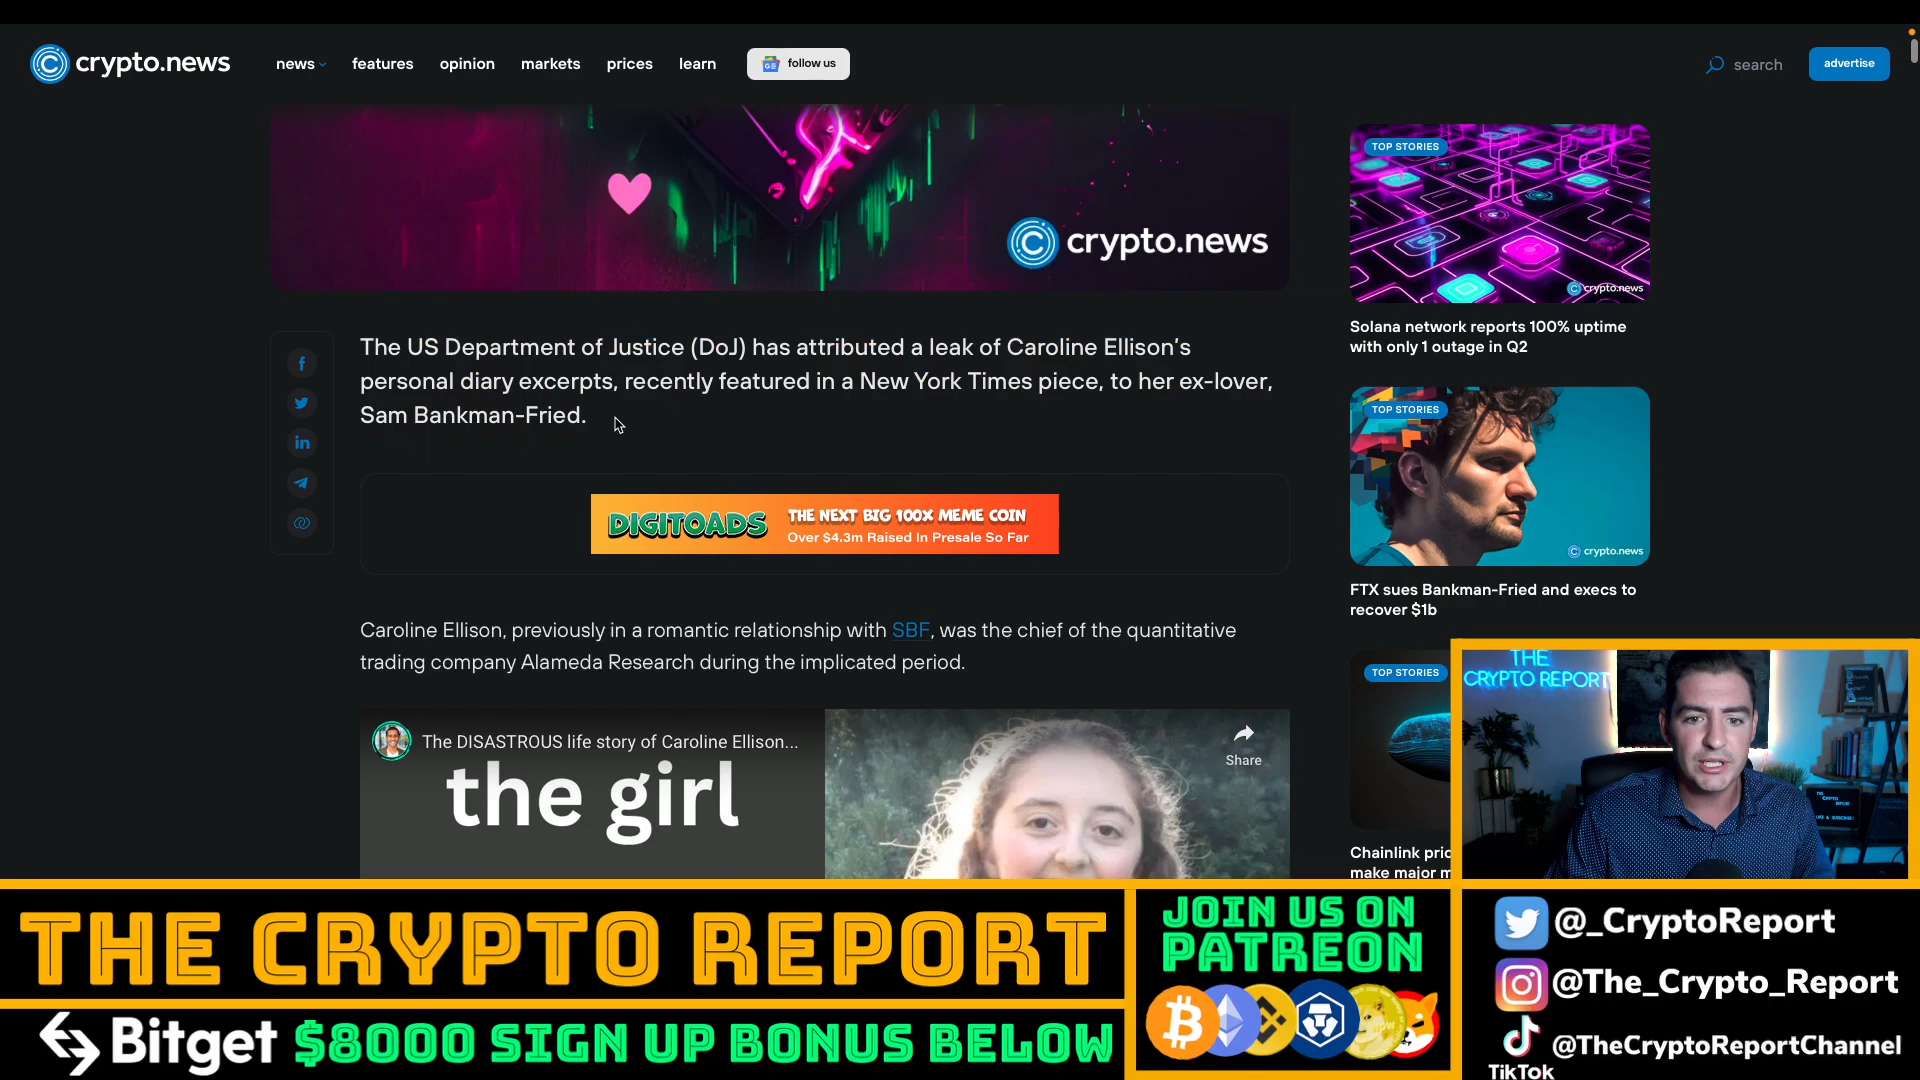 crypto.news
news
features
opinion
markets
prices
learn
follow us
search
advertise
crypto.news
The US Department of Justice (DoJ) has attributed a leak of Caroline Ellison's
personal diary excerpts, recently featured in a New York Times piece, to her ex-lover,
Sam Bankman-Fried.
DIGITOADS
THE NEXT BIG 100X MEME COIN
Over $4.3m Raised In Presale So Far
Caroline Ellison, previously in a romantic relationship with SBF, was the chief of the quantitative
trading company Alameda Research during the implicated period.
The DISASTROUS life story of Caroline Ellison...
Share
the girl
TOP STORIES
crypto.news
Solana network reports 100% uptime
with only 1 outage in Q2
TOP STORIES
crypto.news
FTX sues Bankman-Fried and execs to
recover $1b
TOP STORIES
Chainlink pric
make major m
THE
CRYPTO REPORT
THE CRYPTO REPORT
Bitget $8000 SIGN UP BONUS BELOW
JOIN US ON
PATREON
@_CryptoReport
@The_Crypto_Report
@TheCryptoReportChannel
TikTok